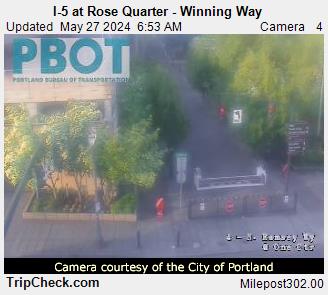 I-5 at Rose Quarter - Winning Way
Updated May 27 2024 6:53 AM Camera 4
PBOT
PORTLAND BUREAU OF TRANSPORTATION
Camera courtesy of the City of Portland
TripCheck.com Milepost302.00